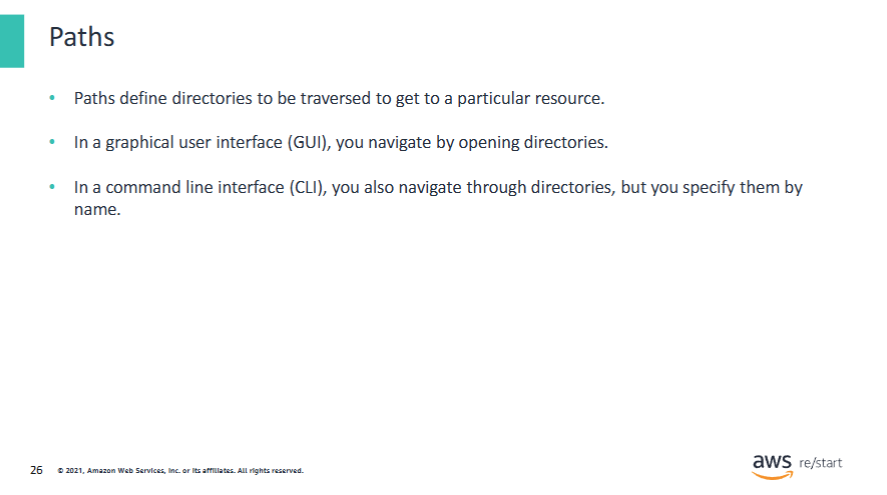 Paths
• Paths define directories to be traversed to get to a particular resource.
• In a graphical user interface (GUI), you navigate by opening directories.
• In a command line interface (CLI), you also navigate through directories, but you specify them by
name.
26 © 2021, Amazon Web Services, Inc. or its affiliates. All rights reserved.
aws re/start